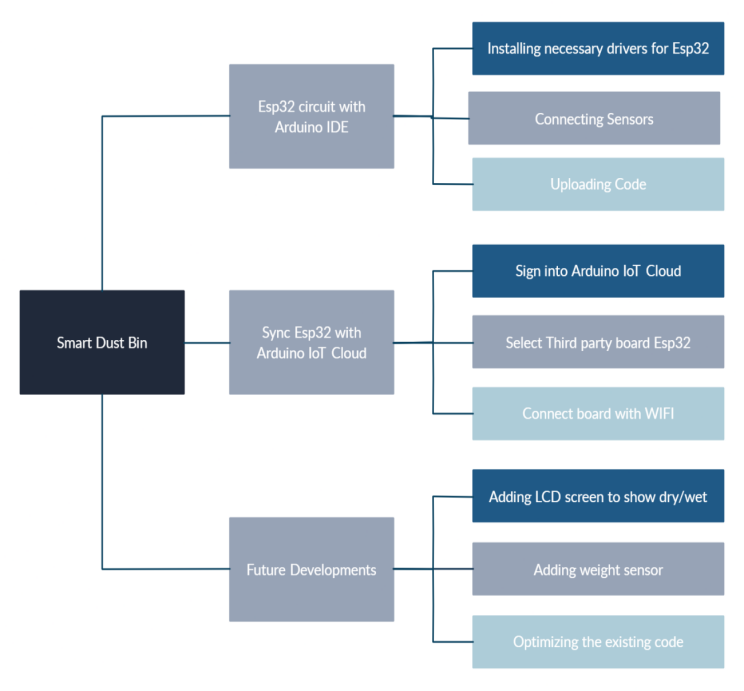 Smart Dust Bin
Esp32 circuit with
Arduino IDE
Installing necessary drivers for Esp32
Connecting Sensors
Uploading Code
Sync Esp32 with
Arduino IoT Cloud
Sign into Arduino IoT Cloud
Select Third party board Esp32
Connect board with WIFI
Future Developments
Adding LCD screen to show dry/wet
Adding weight sensor
Optimizing the existing code